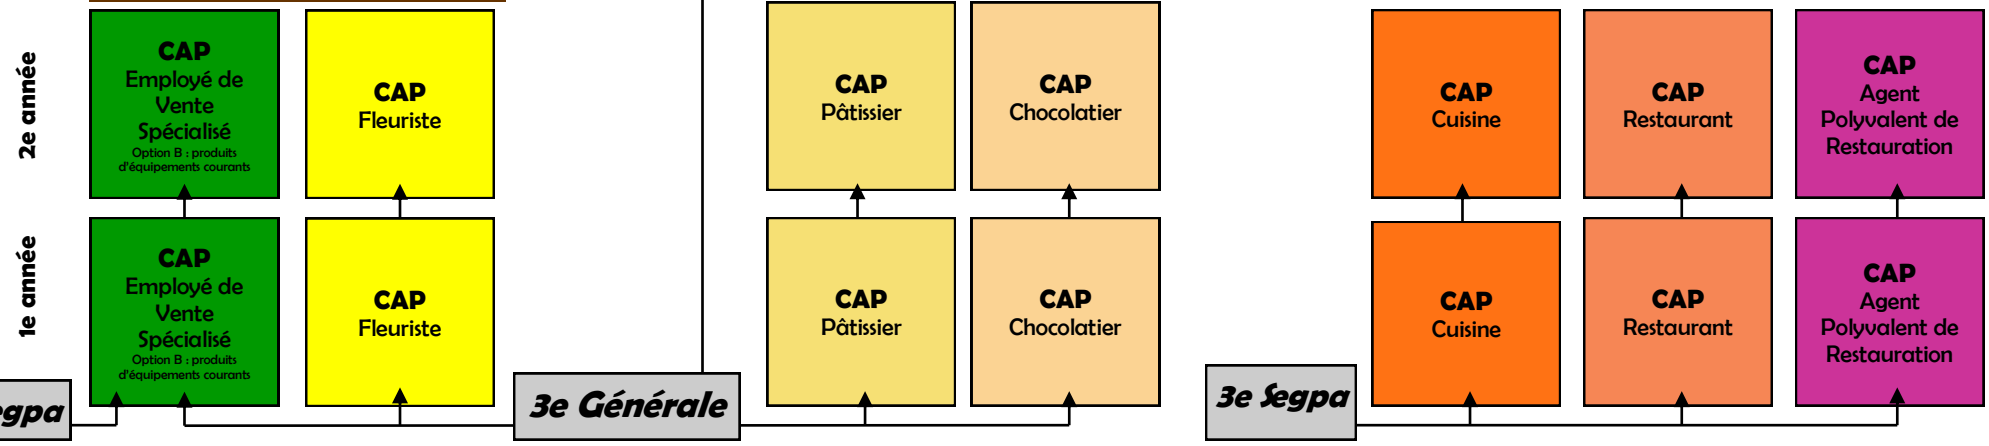 2e année
CAP
Employé de
Vente
Spécialisé
Option B : produits
d'équipements courants
CAP
Fleuriste
CAP
Pâtissier
CAP
Chocolatier
CAP
Cuisine
CAP
Restaurant
CAP
Agent
Polyvalent de
Restauration
1e année
CAP
Employé de
Vente
Spécialisé
Option B : produits
d'équipements courants
CAP
Fleuriste
CAP
Pâtissier
CAP
Chocolatier
CAP
Cuisine
CAP
Restaurant
CAP
Agent
Polyvalent de
Restauration
egpa
3e Générale
3e Segpa